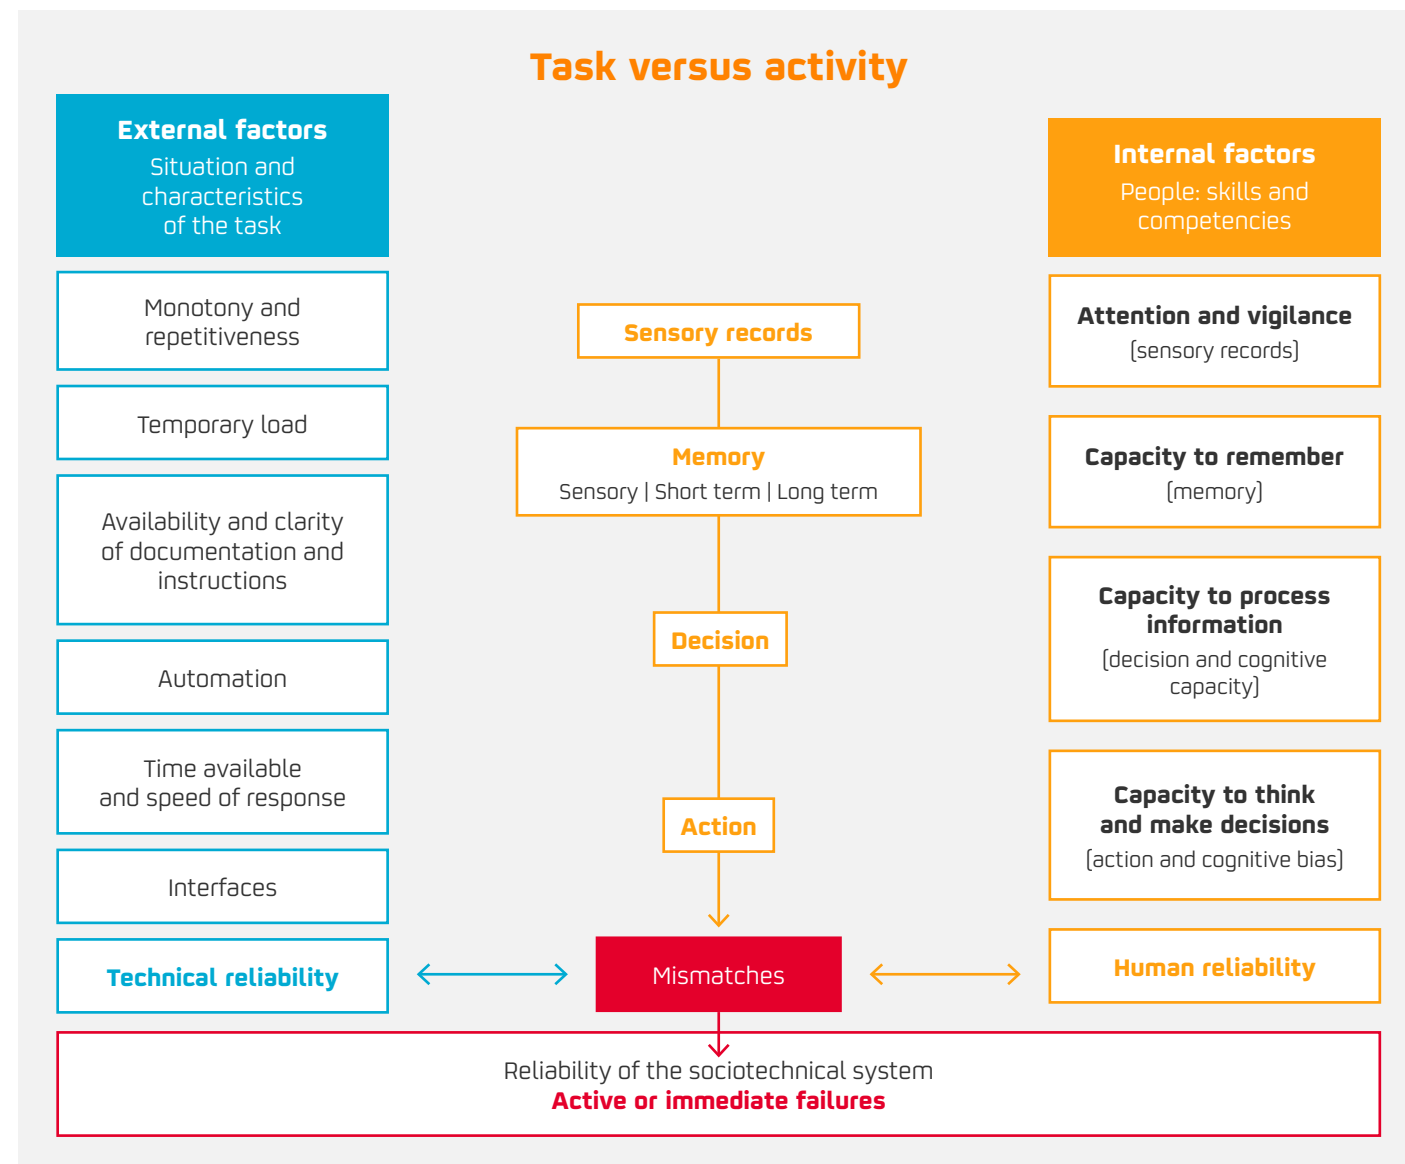 Task versus activity
External factors
Situation and
characteristics
of the task
Monotony and
repetitiveness
Temporary load
Availability and clarity
of documentation and
instructions
Automation
Time available
and speed of response
Interfaces
Technical reliability
Sensory records
Memory
Sensory | Short term | Long term
Decision
Action
Mismatches
Internal factors
People: skills and
competencies
Attention and vigilance
(sensory records)
Capacity to remember
(memory)
Capacity to process
information
(decision and cognitive
capacity)
Capacity to think
and make decisions
(action and cognitive bias)
Human reliability
Reliability of the sociotechnical system
Active or immediate failures